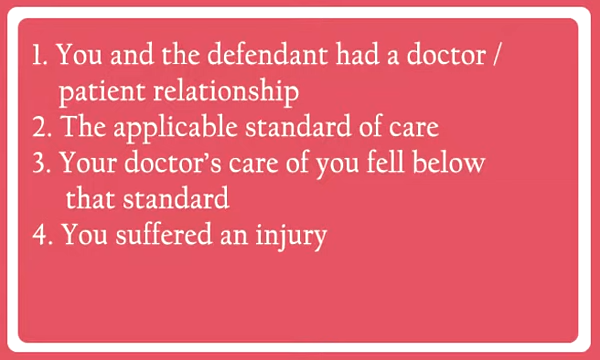 1. You and the defendant had a doctor /
patient relationship
2. The applicable standard of care
3. Your doctor’s care of you fell below
that standard
4. You suffered an injury